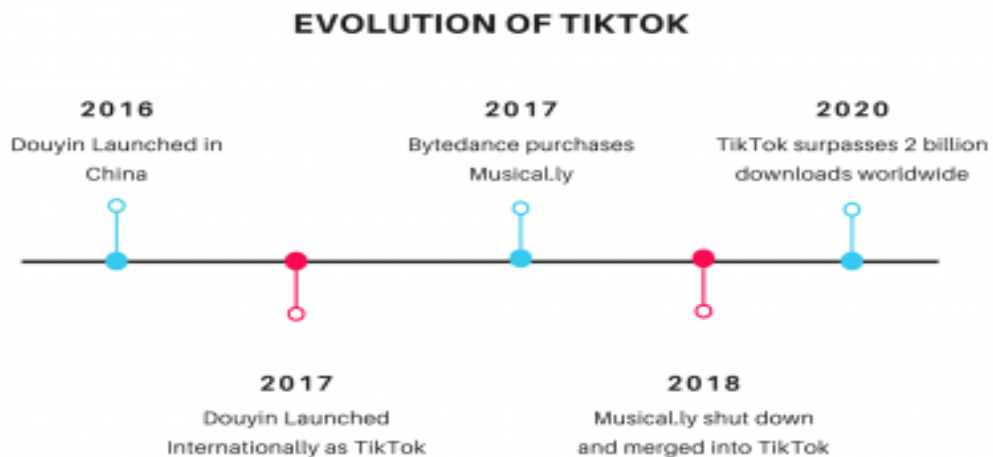 EVOLUTION OF TIKTOK
2016
Douyin Launched in
China
2017
Douyin Launched
Internationally as TikTok
2017
Bytedance purchases
Musical.ly
2018
Musical.ly shut down
and merged into TikTok
2020
TikTok surpasses 2 billion
downloads worldwide